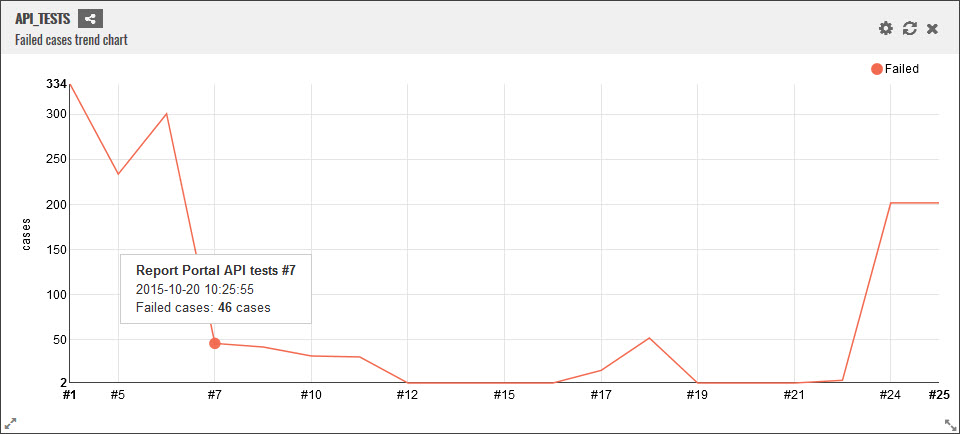 API_TESTS
Failed cases trend chart
Failed
334
300
250
200
150
100
50
2
cases
Report Portal API tests #7
2015-10-20 10:25:55
Failed cases: 46 cases
#1 #5 #7 #10 #12 #15 #17 #19 #21 #24 #25